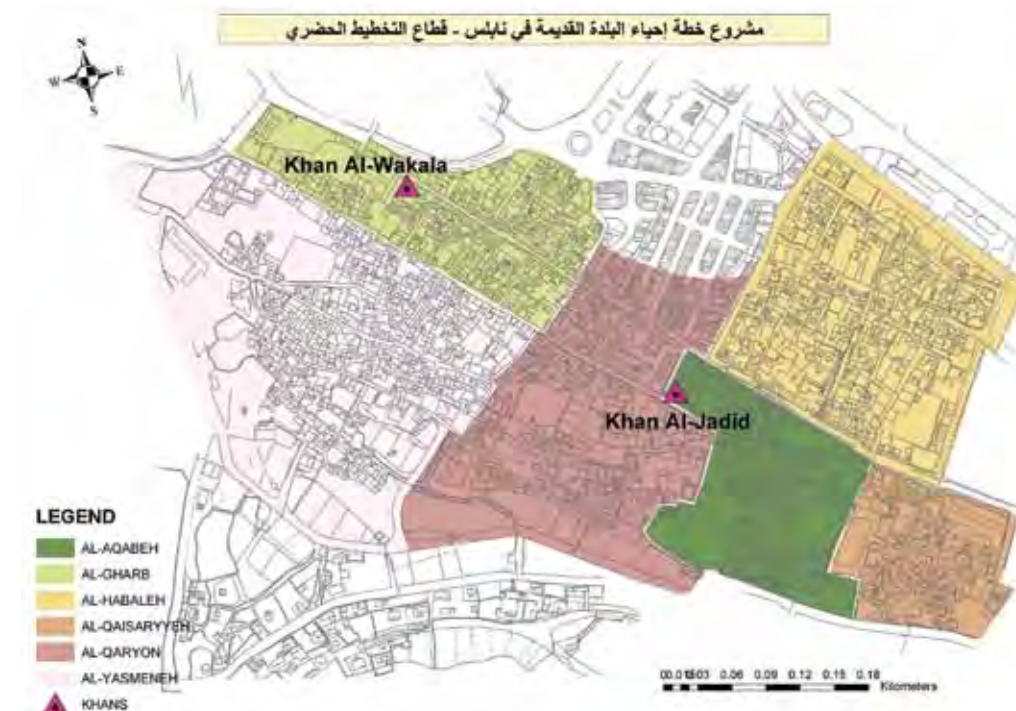 مشروع خطة إحياء البلدة القديمة في نابلس - قطاع التخطيط الحضري
W E
S
Khan Al-Wakala
Khan Al-Jadid
LEGEND
AL-AQABEH
AL-GHARB
AL-HABALEH
AL-QAISARYYEH
AL-QARYON
AL-YASMENEH
KHANS
0.06 0.09 0.12 0.15 0.18
Kilometers